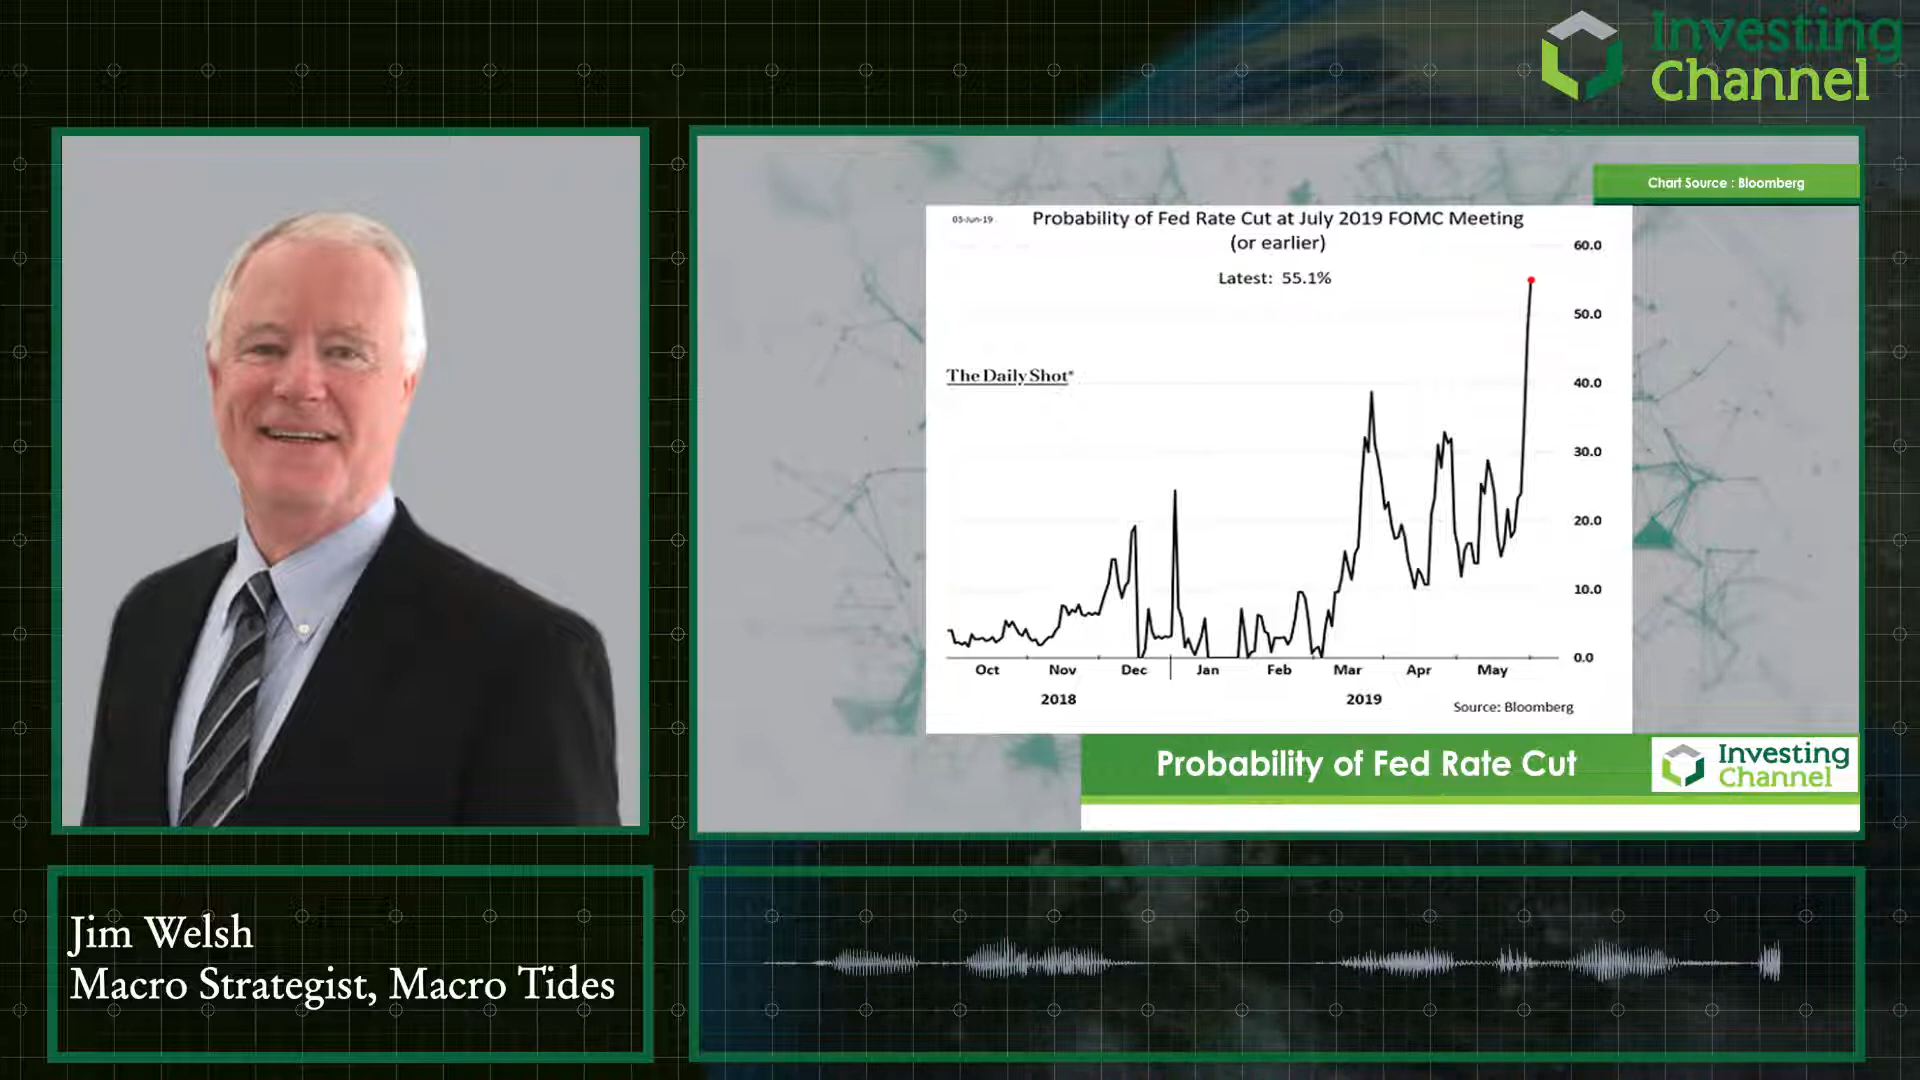 Investing
Channel
Chart Source : Bloomberg
03-Jun-19
Probability of Fed Rate Cut at July 2019 FOMC Meeting
(or earlier)
Latest: 55.1%
The Daily Shot®
60.0
50.0
40.0
30.0
20.0
10.0
0.0
Oct Nov Dec Jan Feb Mar Apr May
2018 2019
Source: Bloomberg
Probability of Fed Rate Cut
Investing
Channel
Jim Welsh
Macro Strategist, Macro Tides